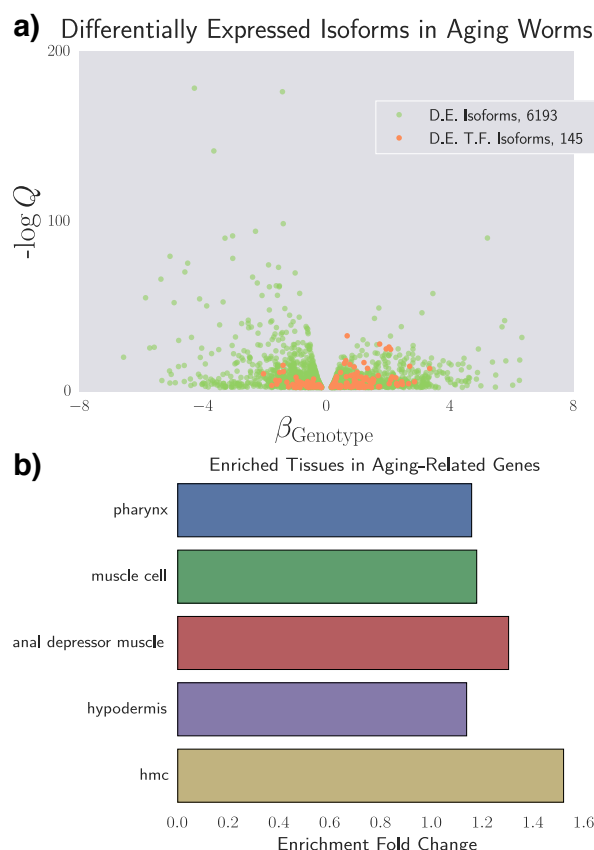 a) Differentially Expressed Isoforms in Aging Worms
200
D.E. Isoforms, 6193
D.E. T.F. Isoforms, 145
-log Q
100
0
−8 −4 0 4 8
βGenotype
b) Enriched Tissues in Aging–Related Genes
pharynx
muscle cell
anal depressor muscle
hypodermis
hmc
0.0 0.2 0.4 0.6 0.8 1.0 1.2 1.4 1.6
Enrichment Fold Change